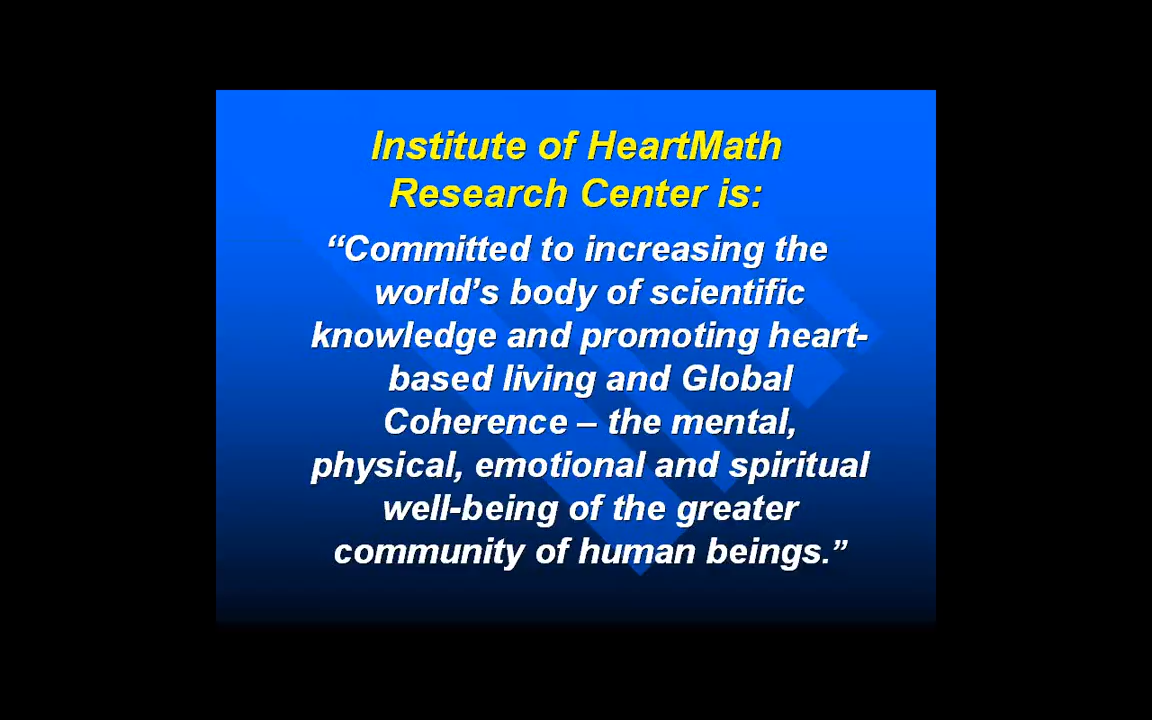 Institute of HeartMath
Research Center is:
“Committed to increasing the
world’s body of scientific
knowledge and promoting heart-
based living and Global
Coherence – the mental,
physical, emotional and spiritual
well-being of the greater
community of human beings.”